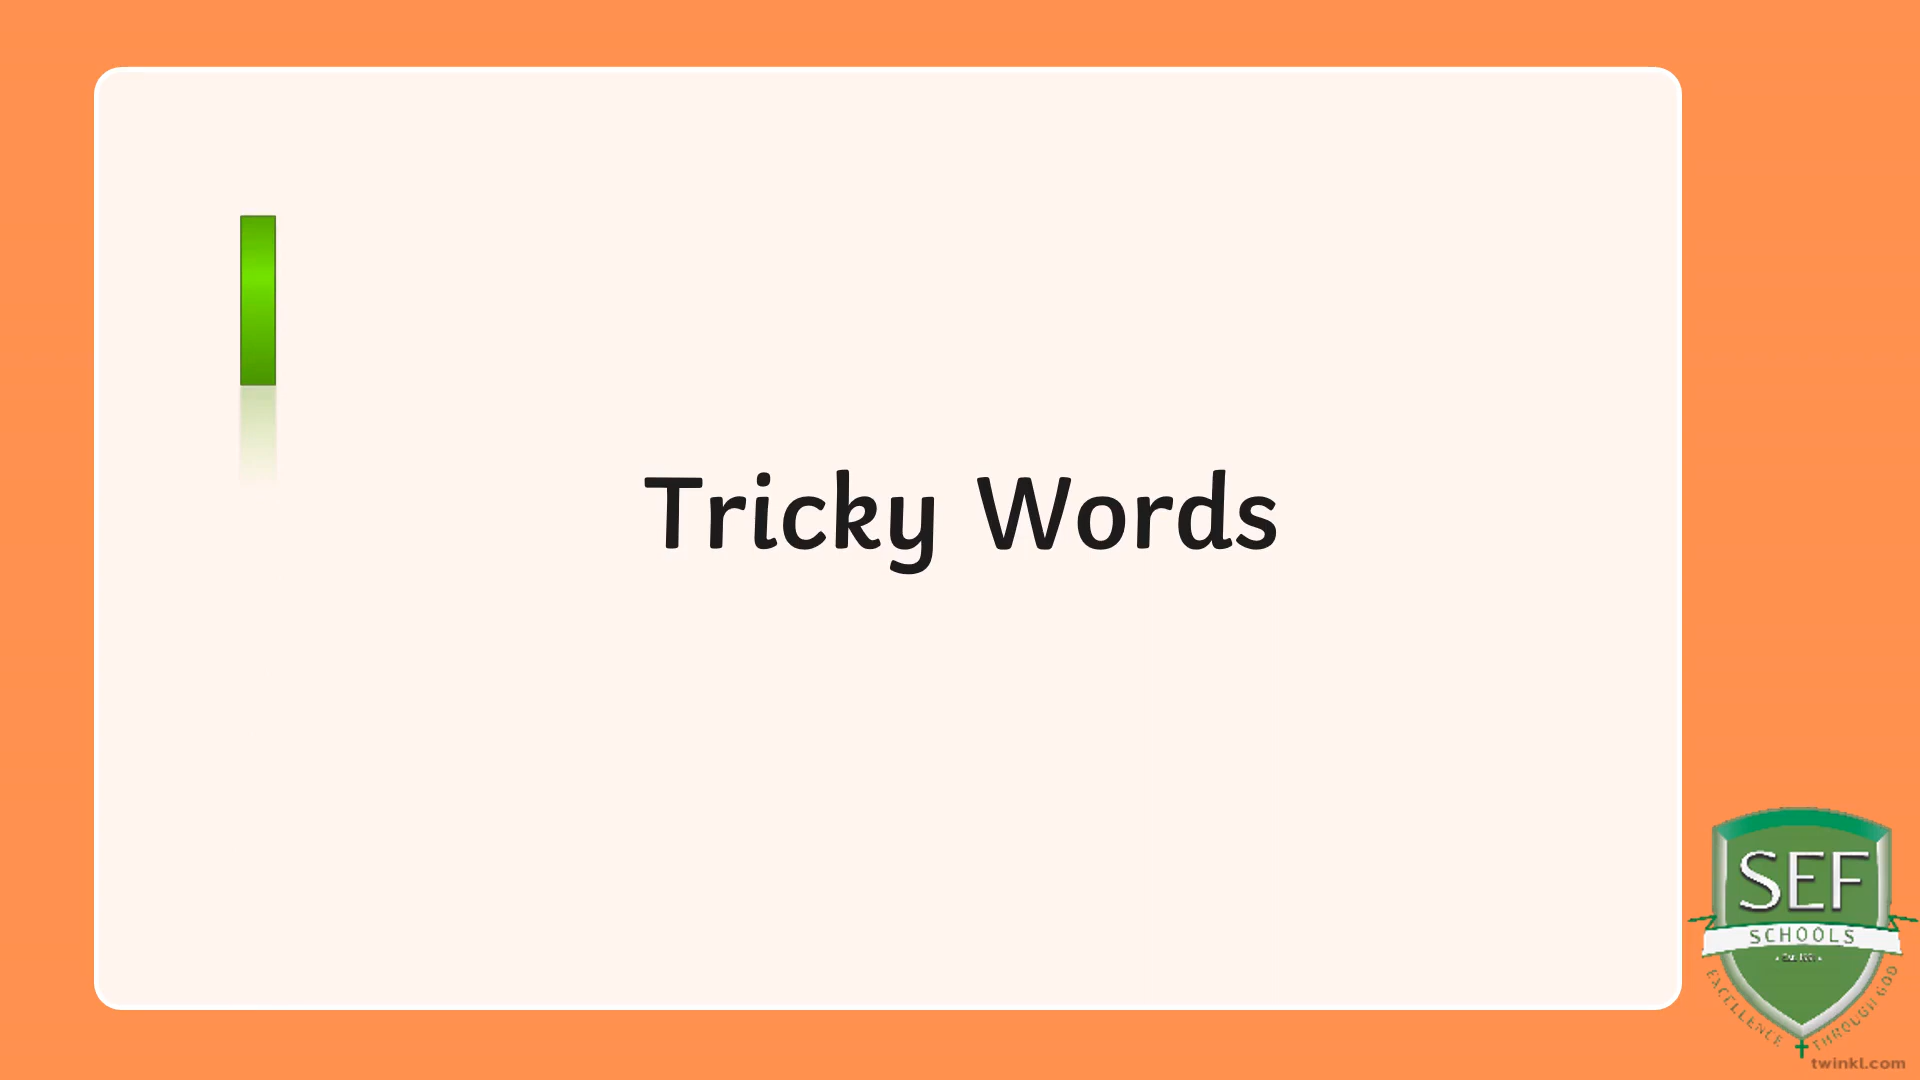 Tricky Words
SEF
SCHOOLS
EXCELLENCE THROUGH GOD
twinkl.com